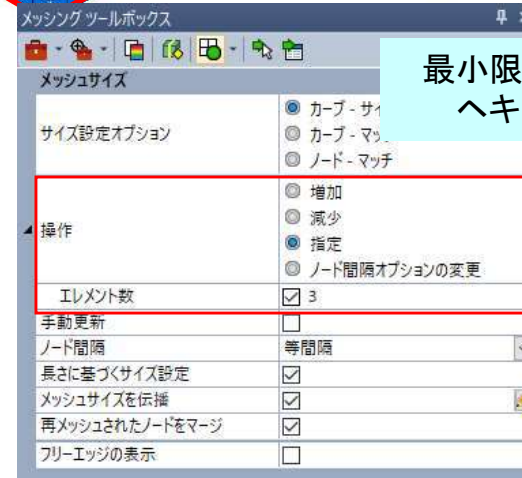 メッシング ツールボックス
最小限
ヘキ
メッシュサイズ
サイズ設定オプション
カーブ - サイ
カーブ - マッ
ノード - マッチ
操作
増加
減少
指定
ノード間隔オプションの変更
エレメント数 3
手動更新
ノード間隔 等間隔
長さに基づくサイズ設定
メッシュサイズを伝播
再メッシュされたノードをマージ
フリーエッジの表示